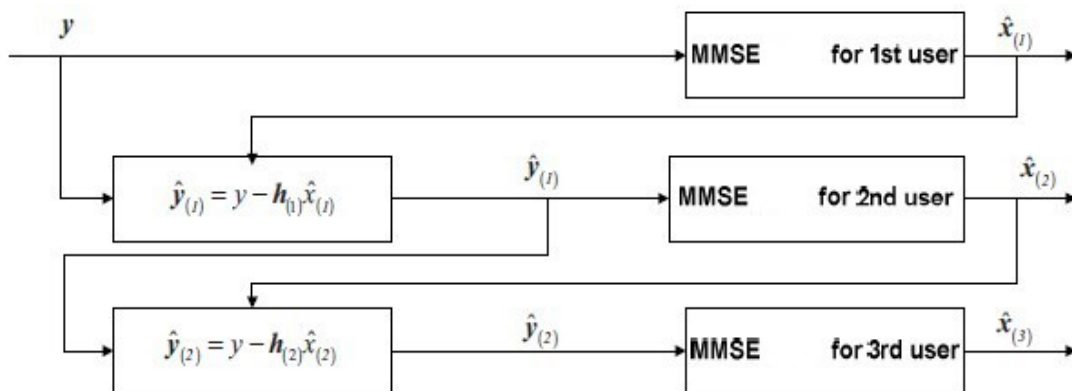 y
MMSE for 1st user
x̂(1)
ŷ(1) = y − h(1)x̂(1)
ŷ(1)
MMSE for 2nd user
x̂(2)
ŷ(2) = y − h(2)x̂(2)
ŷ(2)
MMSE for 3rd user
x̂(3)